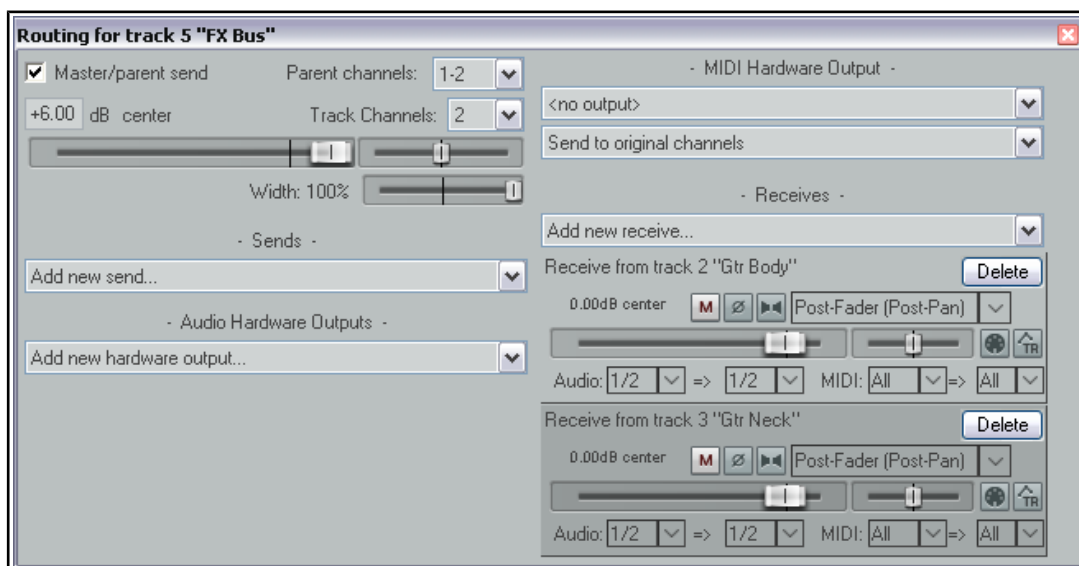 Routing for track 5 "FX Bus"
Master/parent send Parent channels: 1-2
+6.00 dB center Track Channels: 2
Width: 100%
- Sends -
Add new send...
- Audio Hardware Outputs -
Add new hardware output...
- MIDI Hardware Output -
<no output>
Send to original channels
- Receives -
Add new receive...
Receive from track 2 "Gtr Body" Delete
0.00dB center M Ø Post-Fader (Post-Pan)
TR
Audio: 1/2 => 1/2 MIDI: All => All
Receive from track 3 "Gtr Neck" Delete
0.00dB center M Ø Post-Fader (Post-Pan)
TR
Audio: 1/2 => 1/2 MIDI: All => All